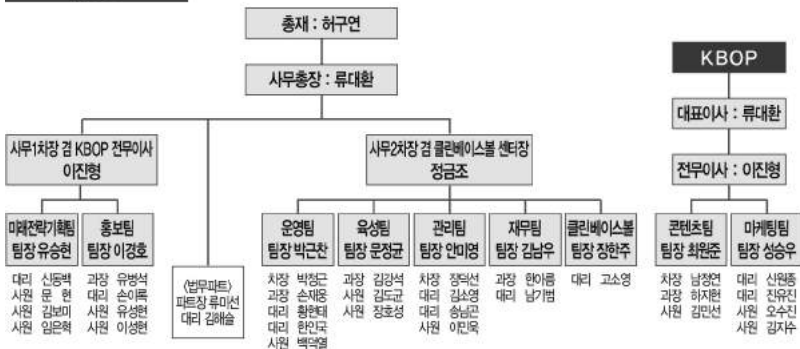 총재 : 허구연
사무총장 : 류대환
사무1차장 겸 KBOP 전무이사
이진형
미래전략기획팀
팀장 유승현
대리 신동백
사원 문 현
사원 김보미
사원 임은혁
홍보팀
팀장 이경호
과장 유병석
대리 손이록
사원 유성현
사원 이성현
<법무파트>
파트장 류미선
대리 김해슬
사무2차장 겸 클린베이스볼 센터장
정금조
운영팀
팀장 박근찬
차장 박정근
과장 손재웅
대리 황현태
대리 한인국
사원 백덕열
육성팀
팀장 문정균
과장 김강석
사원 김도균
사원 장호성
관리팀
팀장 안미영
차장 장덕선
대리 김소영
대리 송남곤
사원 이민욱
재무팀
팀장 김남우
과장 한아름
대리 남기범
클린베이스볼
팀장 장한주
대리 고소영
KBOP
대표이사 : 류대환
전무이사 : 이진형
콘텐츠팀
팀장 최원준
차장 남정연
과장 하지현
사원 김민선
마케팅팀
팀장 성승우
대리 신원종
대리 진유진
사원 오수진
사원 김지수